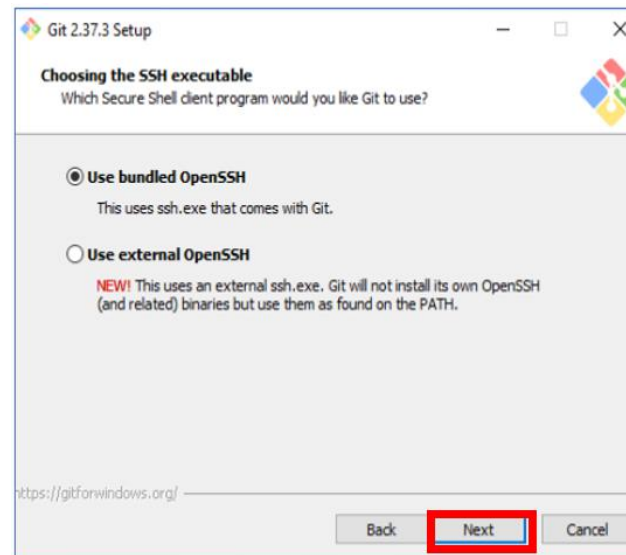 Git 2.37.3 Setup
Choosing the SSH executable
Which Secure Shell client program would you like Git to use?
Use bundled OpenSSH
This uses ssh.exe that comes with Git.
Use external OpenSSH
NEW! This uses an external ssh.exe. Git will not install its own OpenSSH
(and related) binaries but use them as found on the PATH.
https://gitforwindows.org/
Back Next Cancel